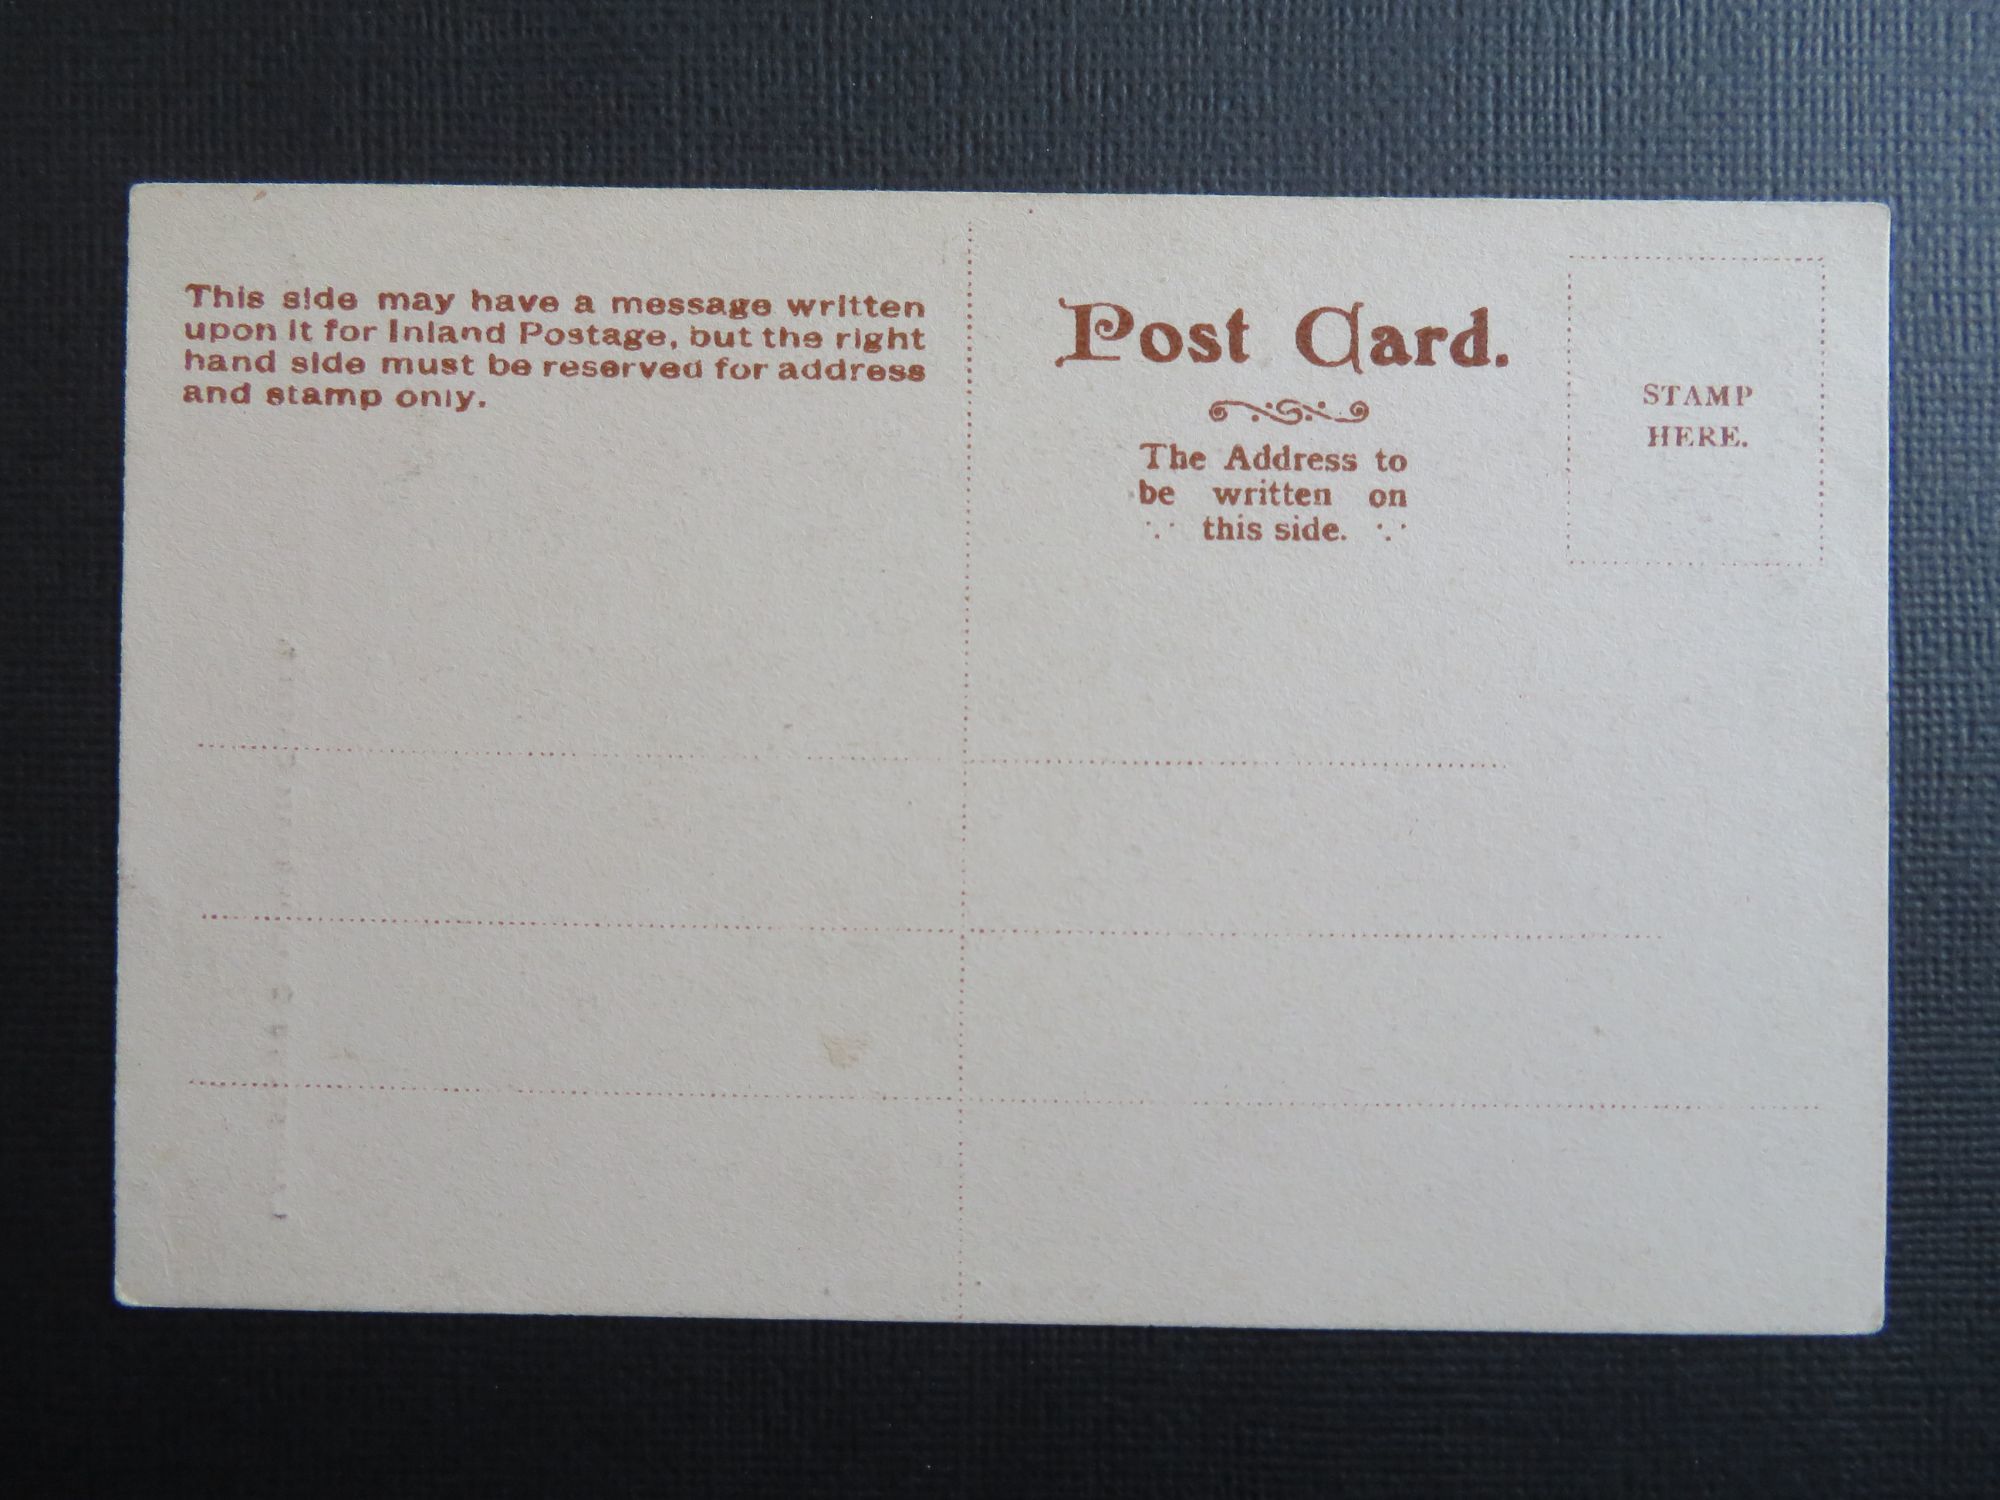 This side may have a message written
upon it for Inland Postage, but the right
hand side must be reserved for address
and stamp only.
Post Card.
The Address to
be written on
this side.
STAMP
HERE.